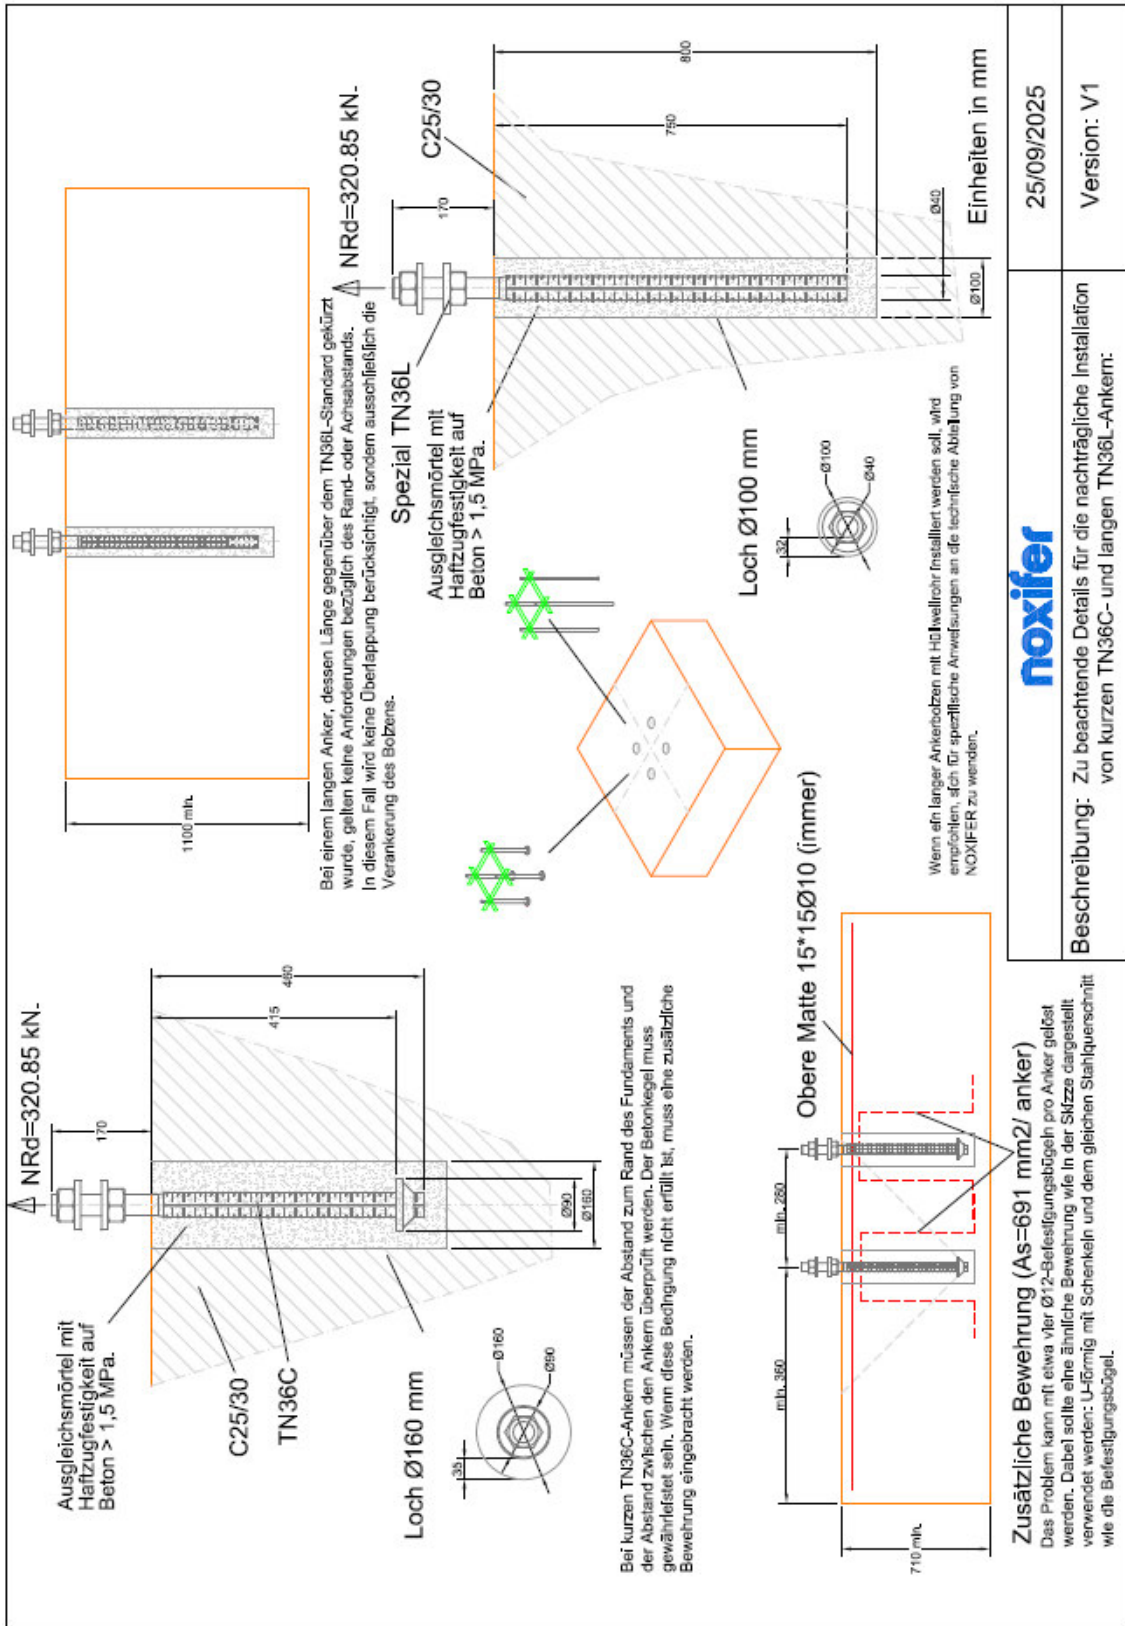 NRd=320.85 kN.
170
Ausgleichsmörtel mit
Haftzugfestigkeit auf
Beton > 1,5 MPa.
C25/30
TN36C
415
460
Ø90
Ø160
Loch Ø160 mm
35
Ø160
Ø90
Bei kurzen TN36C-Ankern müssen der Abstand zum Rand des Fundaments und
der Abstand zwischen den Ankern überprüft werden. Der Betonkegel muss
gewährleistet sein. Wenn diese Bedingung nicht erfüllt ist, muss eine zusätzliche
Bewehrung eingebracht werden.
Obere Matte 15*15Ø10 (immer)
min. 360
min. 260
710 min.
Zusätzliche Bewehrung (As=691 mm2/ anker)
Das Problem kann mit etwa vier Ø12-Befestigungsbügeln pro Anker gelöst
werden. Dabei sollte eine ähnliche Bewehrung wie in der Skizze dargestellt
verwendet werden: U-förmig mit Schenkeln und dem gleichen Stahlquerschnitt
wie die Befestigungsbügel.
1100 min.
Bei einem langen Anker, dessen Länge gegenüber dem TN36L-Standard gekürzt
wurde, gelten keine Anforderungen bezüglich des Rand- oder Achsabstands.
In diesem Fall wird keine Überlappung berücksichtigt, sondern ausschließlich die
Verankerung des Bolzens.
NRd=320.85 kN.
170
Spezial TN36L
C25/30
Ausgleichsmörtel mit
Haftzugfestigkeit auf
Beton > 1,5 MPa.
750
800
Ø40
Ø100
Loch Ø100 mm
32
Ø100
Ø40
Wenn ein langer Ankerbolzen mit Hüllwellrohr installiert werden soll, wird
empfohlen, sich für spezifische Anweisungen an die technische Abteilung von
NOXIFER zu wenden.
Einheiten in mm
noxifer
25/09/2025
Beschreibung: Zu beachtende Details für die nachträgliche Installation
von kurzen TN36C- und langen TN36L-Ankern:
Version: V1